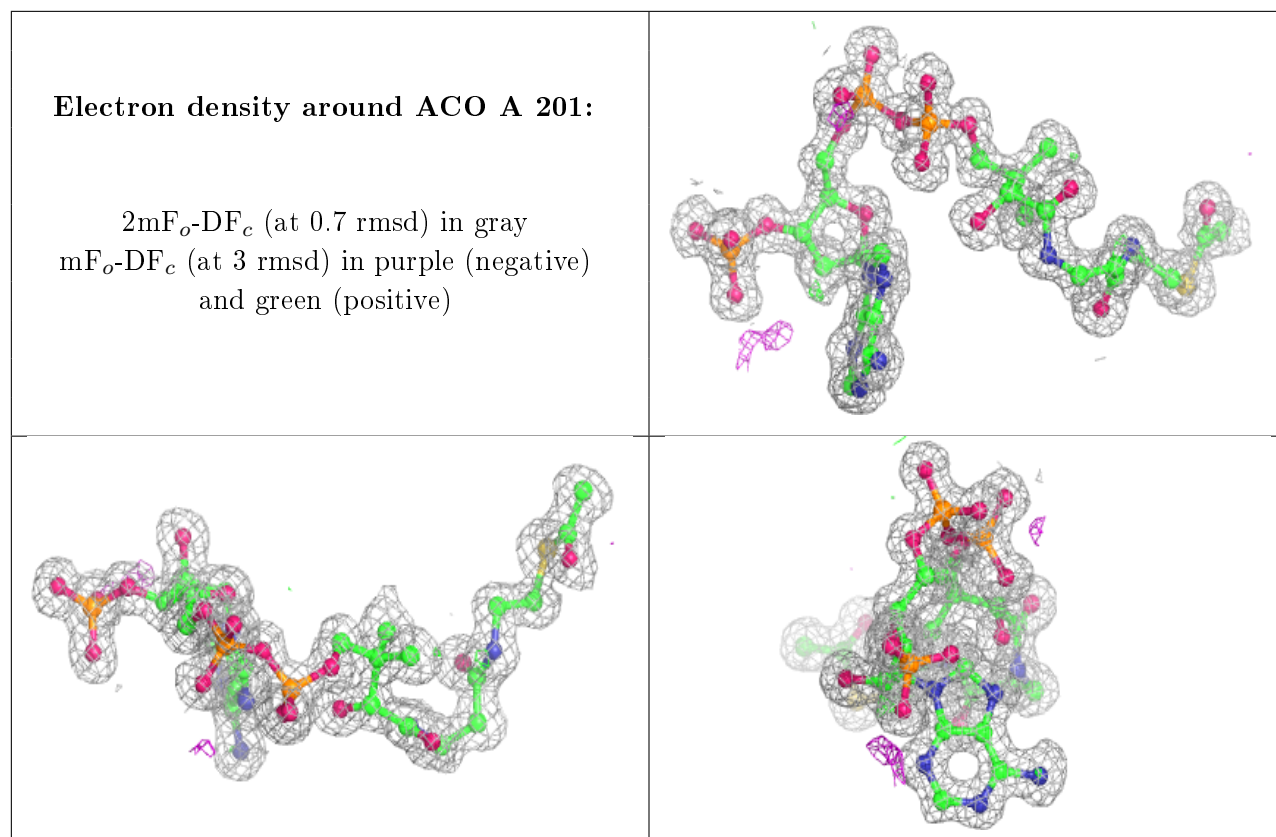 Electron density around ACO A 201:
2mFₒ-DF𝒸 (at 0.7 rmsd) in gray
mFₒ-DF𝒸 (at 3 rmsd) in purple (negative)
and green (positive)